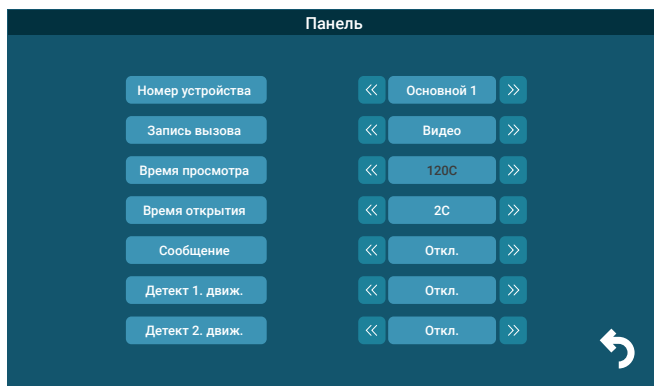 Панель
Номер устройства Основной 1
Запись вызова Видео
Время просмотра 120С
Время открытия 2С
Сообщение Откл.
Детект 1. движ. Откл.
Детект 2. движ. Откл.